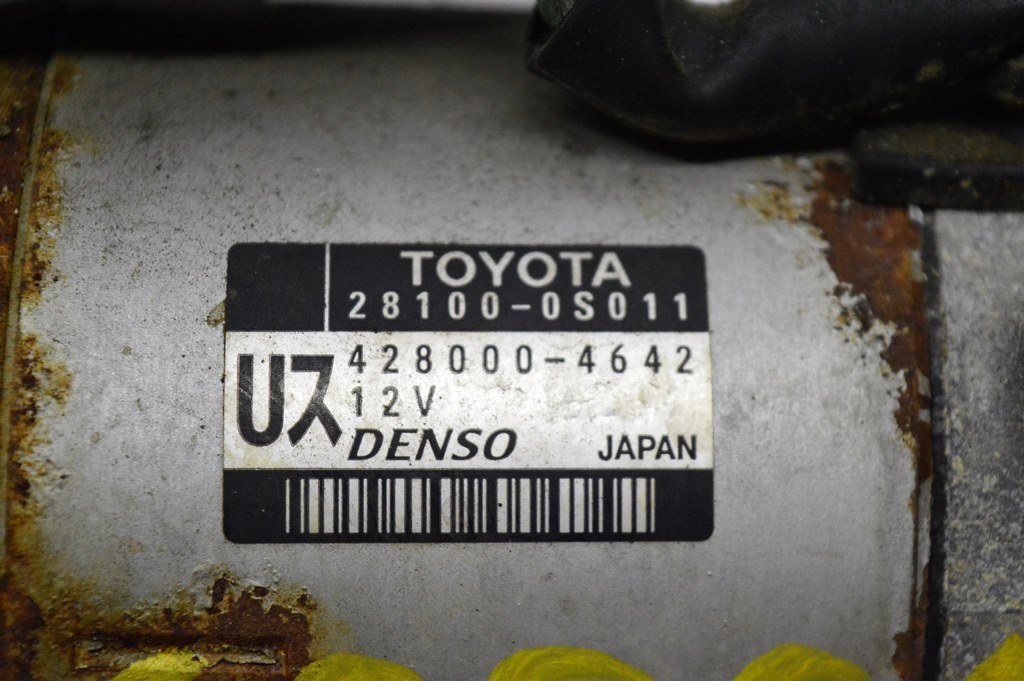 TOYOTA
28100-0S011
Uス
428000-4642
12V
DENSO JAPAN